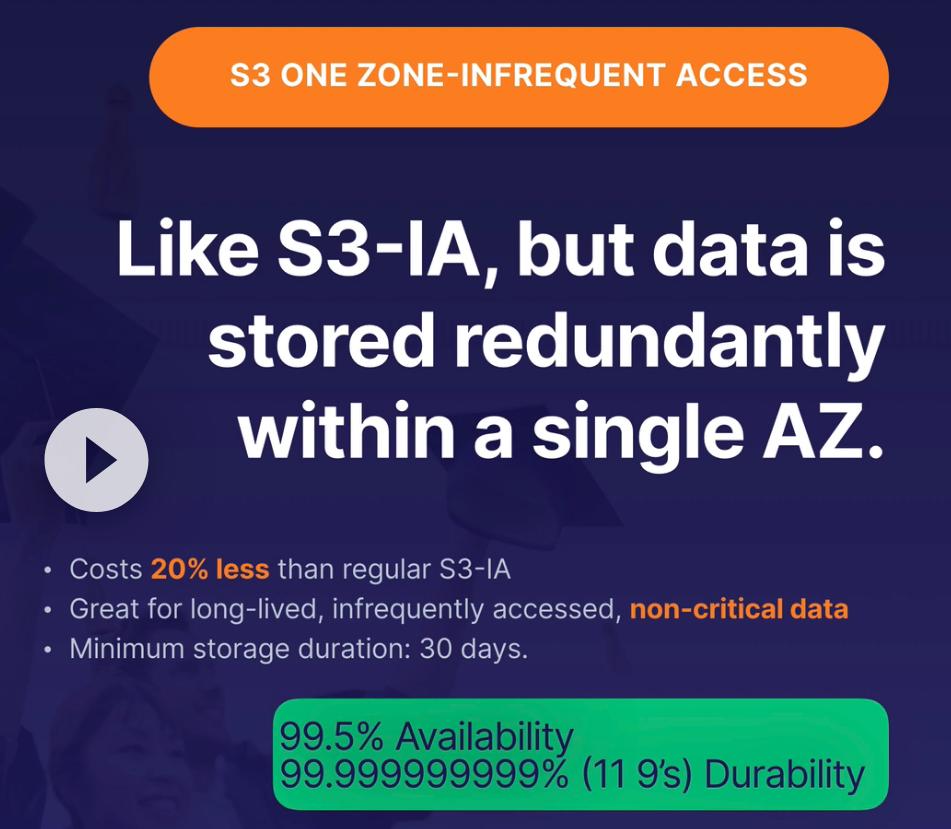 S3 ONE ZONE-INFREQUENT ACCESS
Like S3-IA, but data is
stored redundantly
within a single AZ.
• Costs 20% less than regular S3-IA
• Great for long-lived, infrequently accessed, non-critical data
• Minimum storage duration: 30 days.
99.5% Availability
99.999999999% (11 9’s) Durability